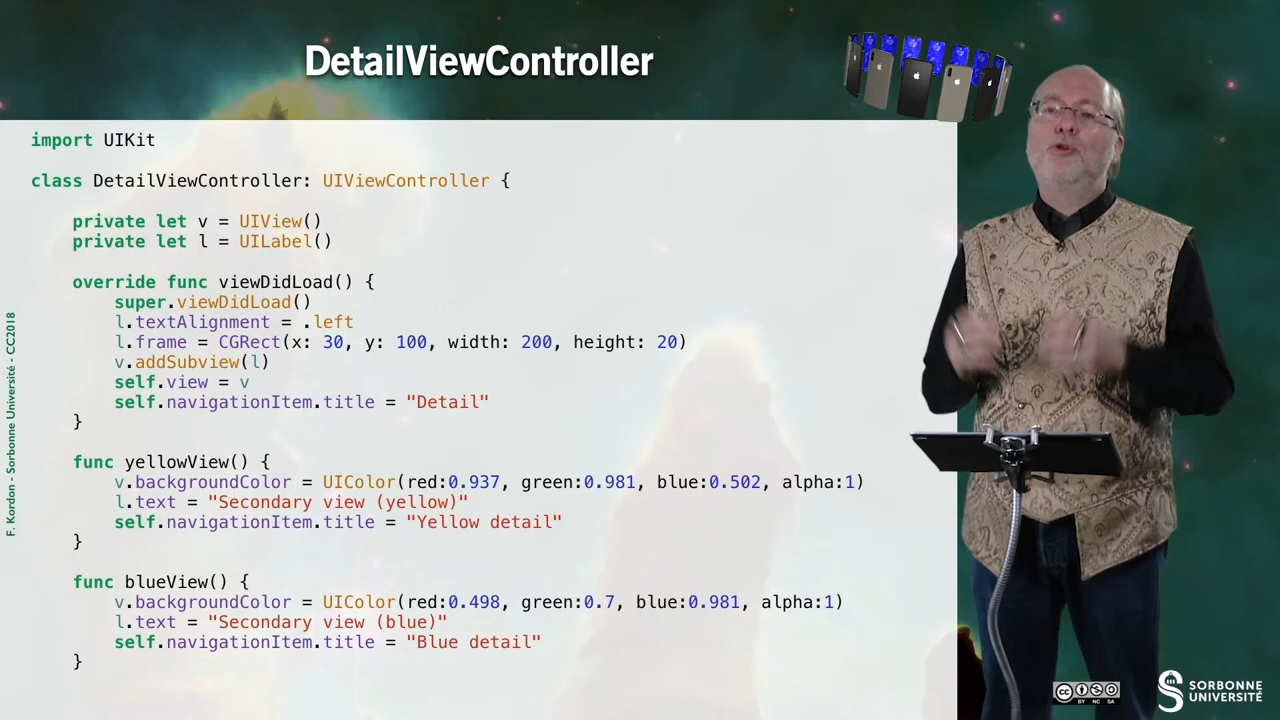 DetailViewController
import UIKit
class DetailViewController: UIViewController {
private let v = UIView()
private let l = UILabel()
override func viewDidLoad() {
super.viewDidLoad()
l.textAlignment = .left
l.frame = CGRect(x: 30, y: 100, width: 200, height: 20)
v.addSubview(l)
self.view = v
self.navigationItem.title = "Detail"
}
func yellowView() {
v.backgroundColor = UIColor(red:0.937, green:0.981, blue:0.502, alpha:1)
l.text = "Secondary view (yellow)"
self.navigationItem.title = "Yellow detail"
}
func blueView() {
v.backgroundColor = UIColor(red:0.498, green:0.7, blue:0.981, alpha:1)
l.text = "Secondary view (blue)"
self.navigationItem.title = "Blue detail"
}
F. Kordon - Sorbonne Université - CC2018
cc
BY NC SA
SORBONNE
UNIVERSITÉ